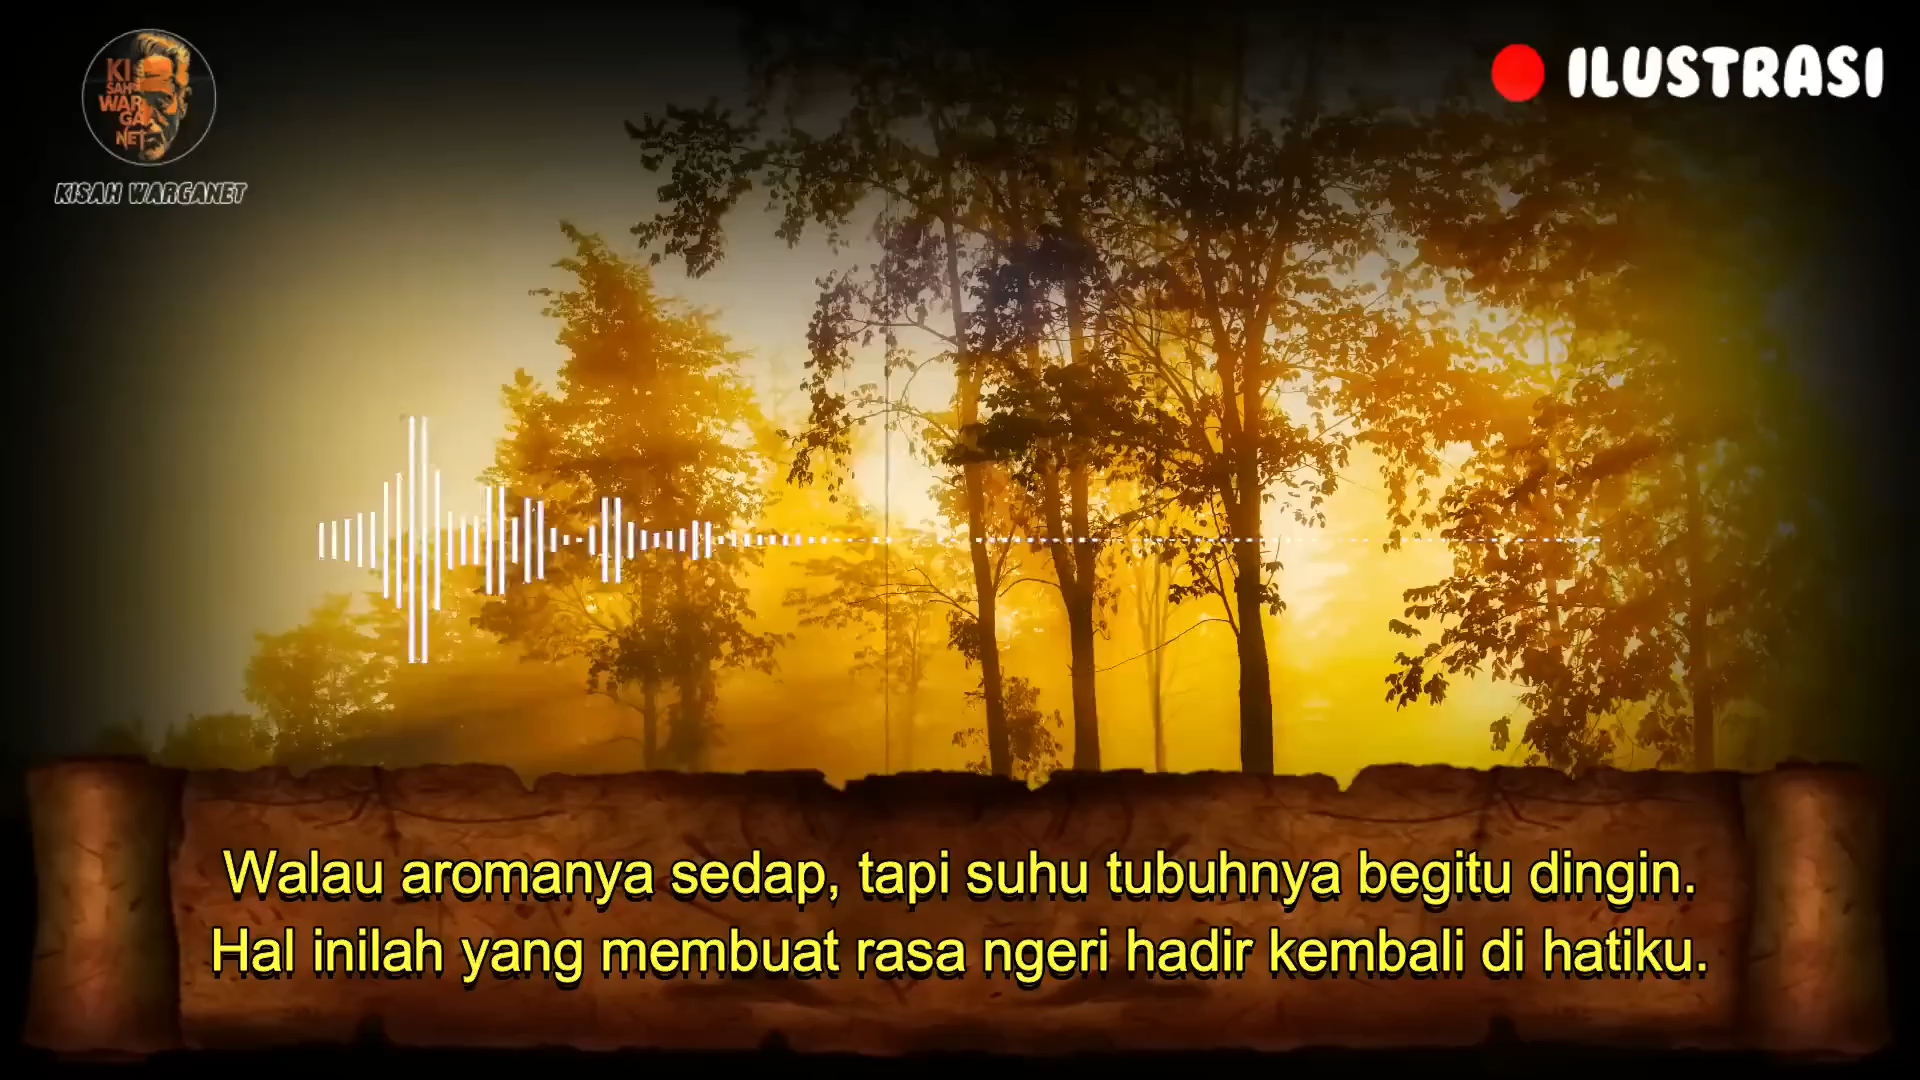 KI
SAH
WAR
GA
NET
KISAH WARGANET
ILUSTRASI
Walau aromanya sedap, tapi suhu tubuhnya begitu dingin.
Hal inilah yang membuat rasa ngeri hadir kembali di hatiku.